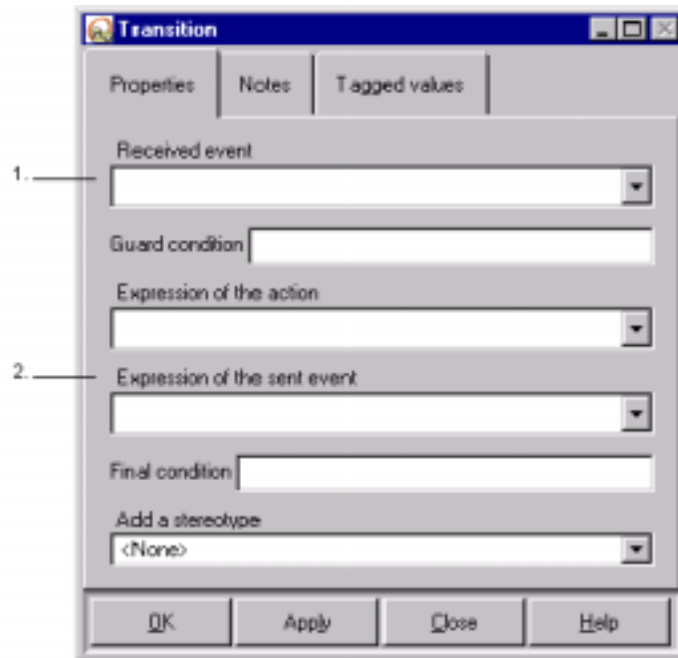 Transition
Properties Notes Tagged values
Received event
1.
Guard condition
Expression of the action
2.
Expression of the sent event
Final condition
Add a stereotype
<None>
OK Apply Close Help